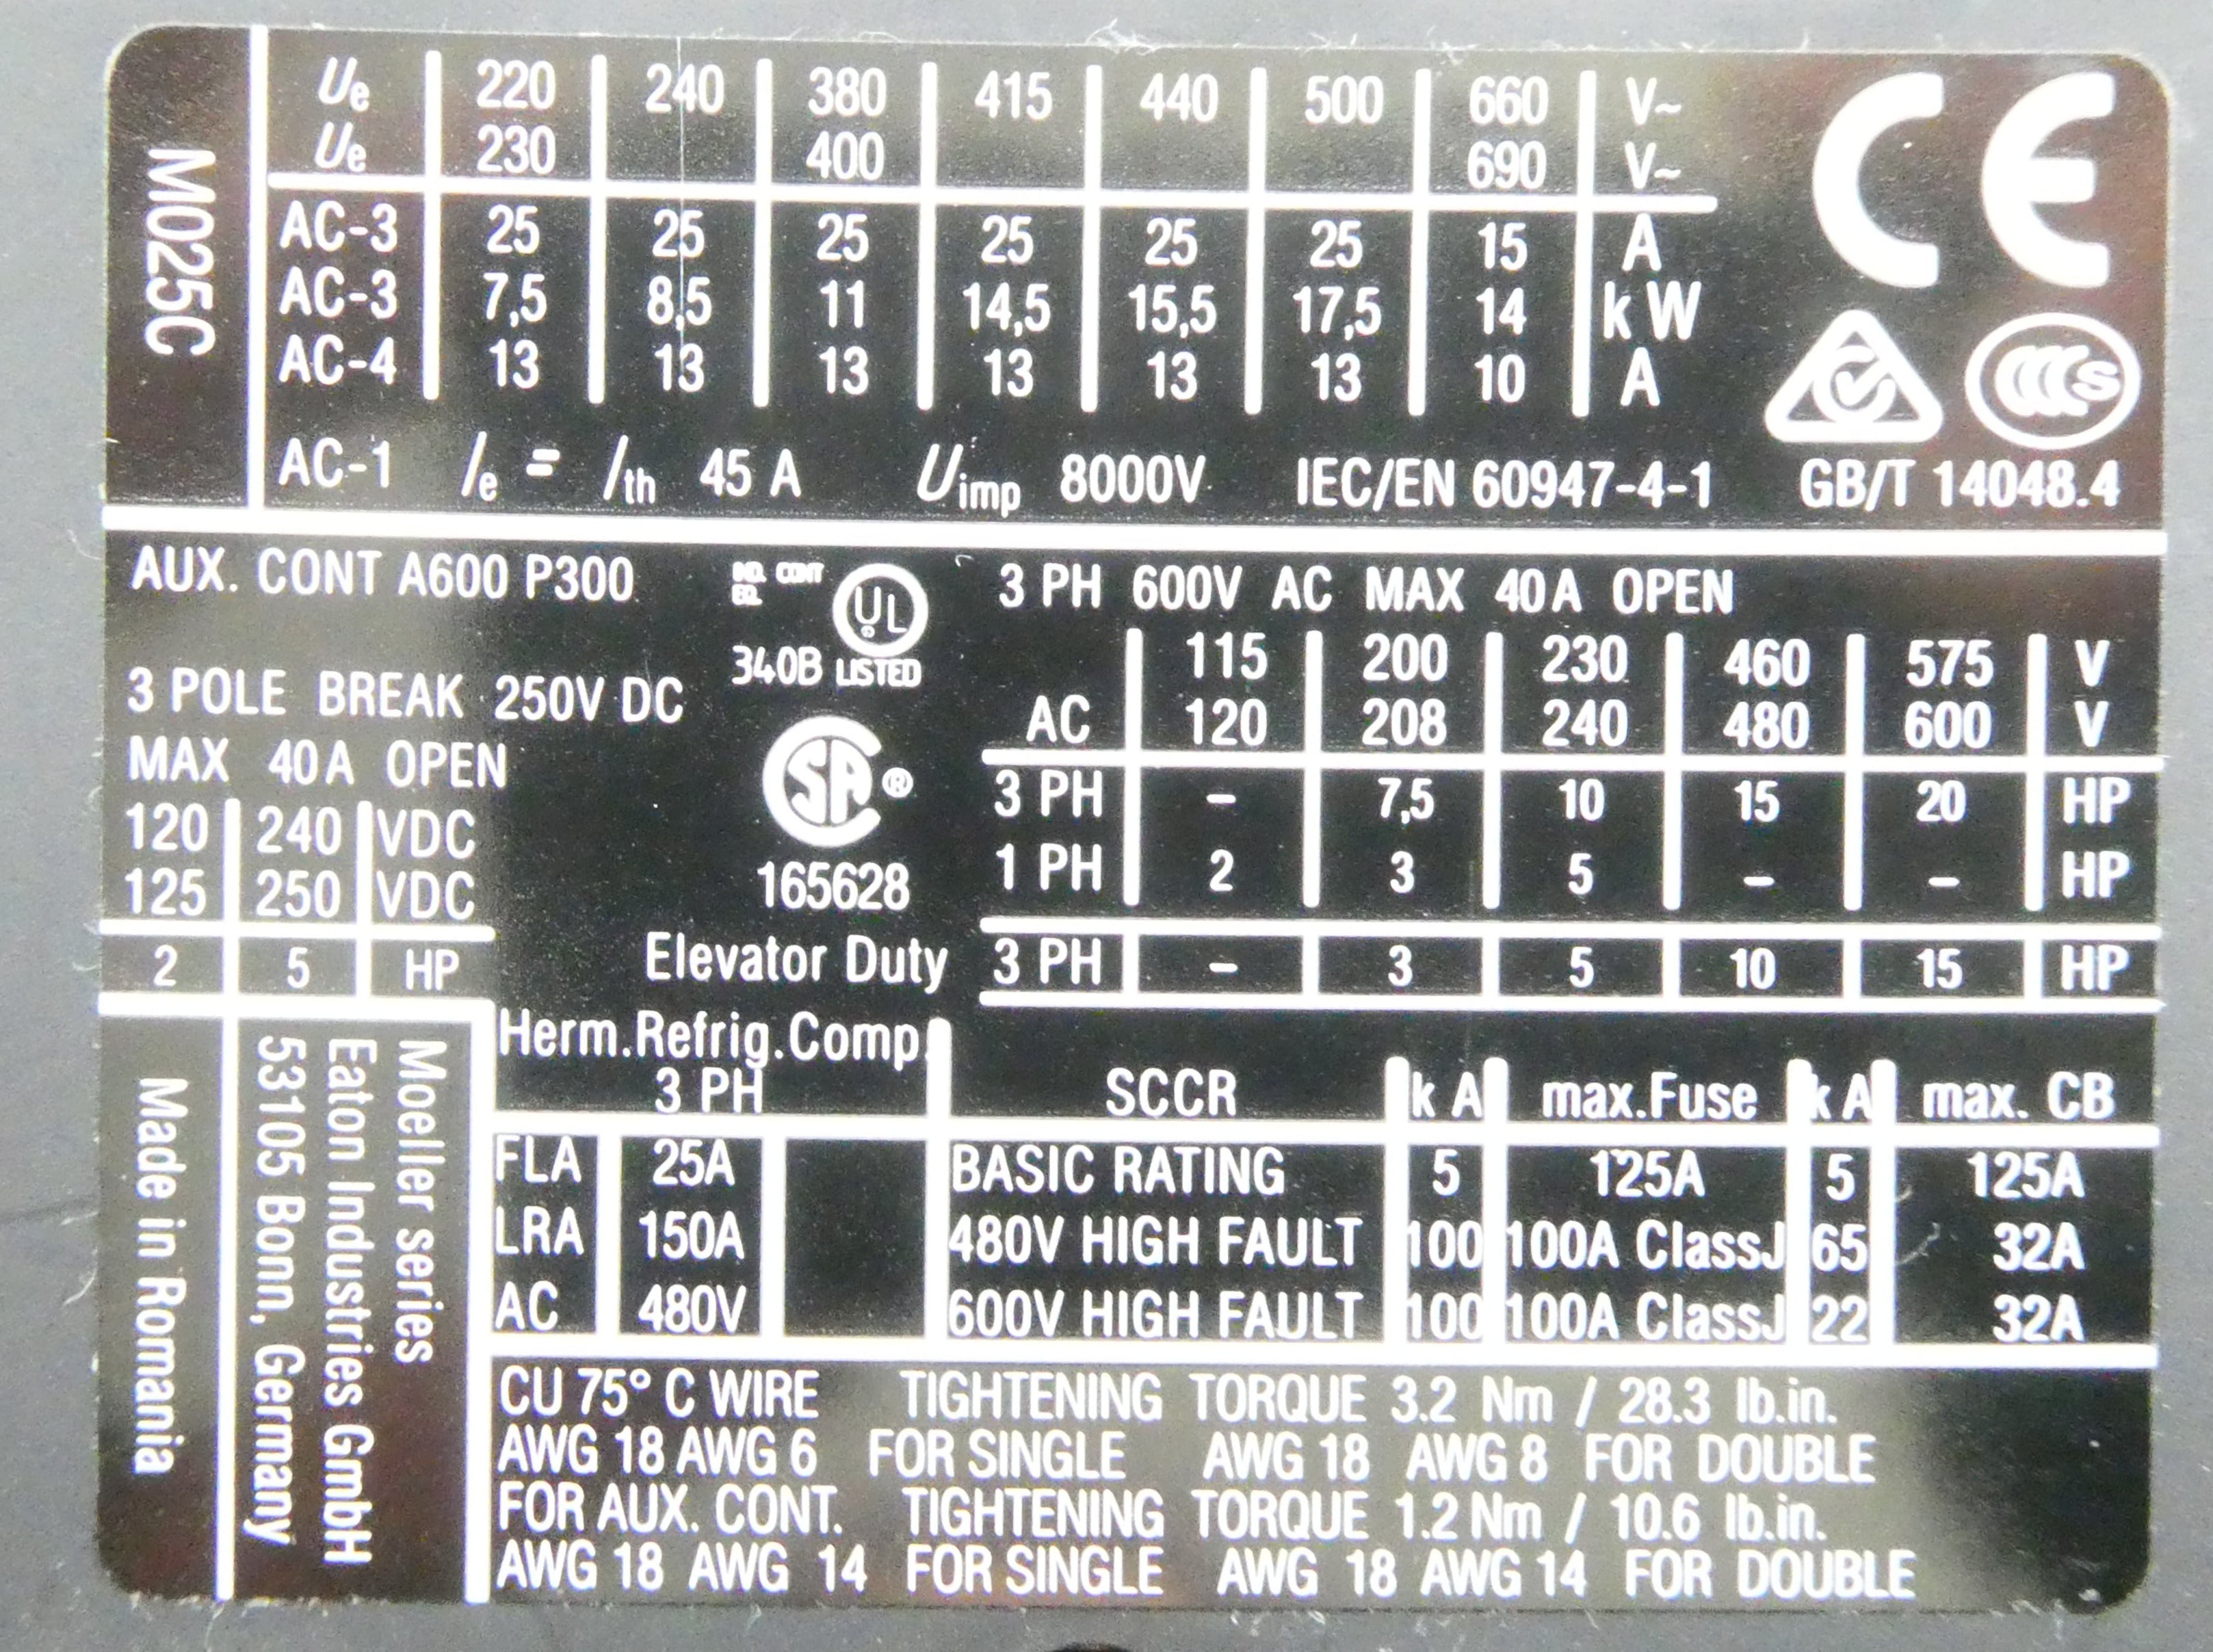 M025C
Ue 220 240 380 415 440 500 660 V~
Ue 230 400 690 V~
AC-3 25 25 25 25 25 25 15 A
AC-3 7,5 8,5 11 14,5 15,5 17,5 14 kW
AC-4 13 13 13 13 13 13 10 A
AC-1 Ie = Ith 45 A Uimp 8000V IEC/EN 60947-4-1 GB/T 14048.4
CE
CCC S
AUX. CONT A600 P300
3 POLE BREAK 250V DC
MAX 40A OPEN
120 240 VDC
125 250 VDC
2 5 HP
IND. CONT
EQ.
UL
340B LISTED
SA ®
165628
3 PH 600V AC MAX 40A OPEN
115 200 230 460 575 V
AC 120 208 240 480 600 V
3 PH – 7,5 10 15 20 HP
1 PH 2 3 5 – – HP
Elevator Duty 3 PH – 3 5 10 15 HP
Made in Romania
Moeller series
Eaton Industries GmbH
53105 Bonn, Germany
Herm.Refrig.Comp.
3 PH
FLA 25A
LRA 150A
AC 480V
SCCR kA max.Fuse kA max. CB
BASIC RATING 5 125A 5 125A
480V HIGH FAULT 100 100A ClassJ 65 32A
600V HIGH FAULT 100 100A ClassJ 22 32A
CU 75° C WIRE TIGHTENING TORQUE 3.2 Nm / 28.3 lb.in.
AWG 18 AWG 6 FOR SINGLE AWG 18 AWG 8 FOR DOUBLE
FOR AUX. CONT. TIGHTENING TORQUE 1.2 Nm / 10.6 lb.in.
AWG 18 AWG 14 FOR SINGLE AWG 18 AWG 14 FOR DOUBLE